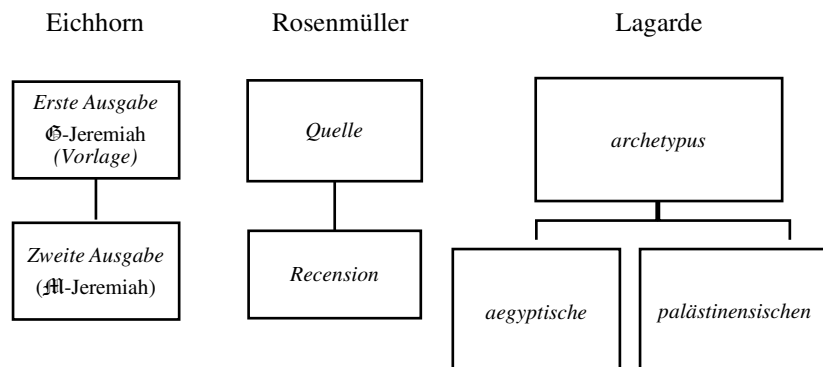 Eichhorn
Rosenmüller
Lagarde
Erste Ausgabe
𝕲-Jeremiah
(Vorlage)
Zweite Ausgabe
(𝕸-Jeremiah)
Quelle
Recension
archetypus
aegyptische
palästinensischen